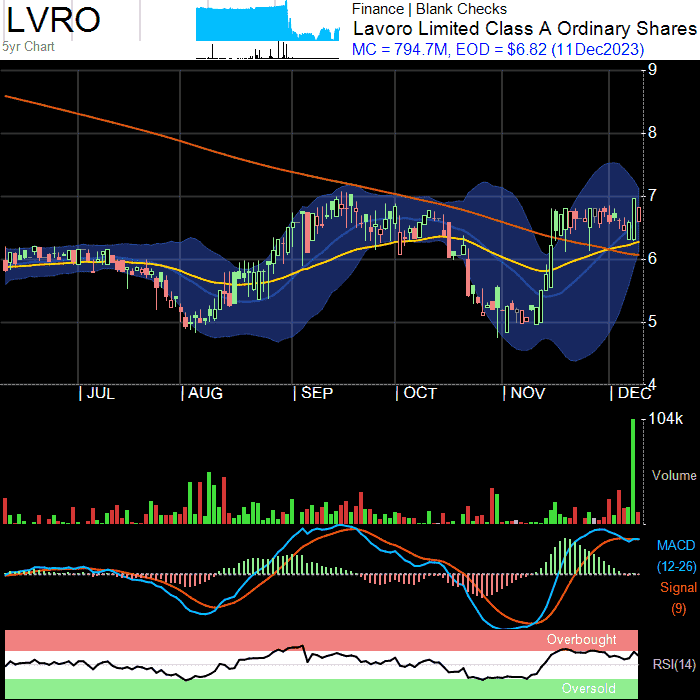 LVRO
5yr Chart
Finance | Blank Checks
Lavoro Limited Class A Ordinary Shares
MC = 794.7M, EOD = $6.82 (11Dec2023)
9
8
7
6
5
4
| JUL | AUG | SEP | OCT | NOV | DEC
104k
Volume
MACD
(12-26)
Signal
(9)
Overbought
RSI(14)
Oversold